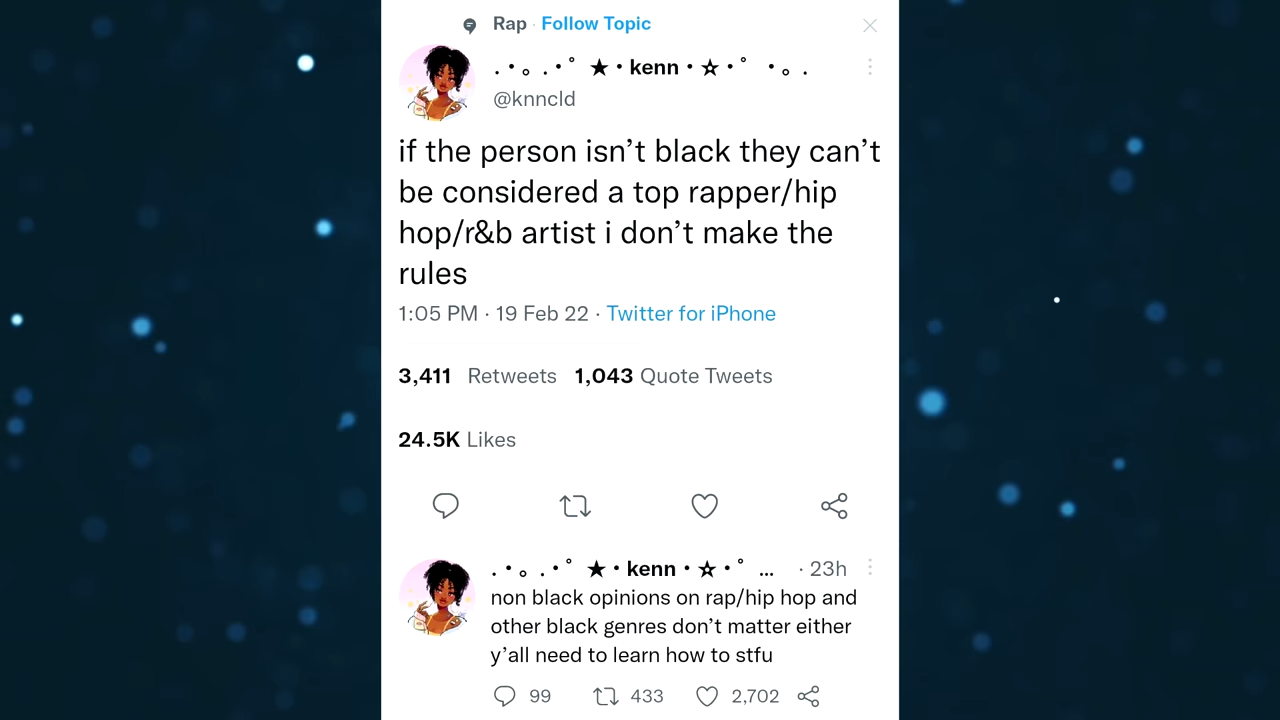 Rap · Follow Topic
. • 。 . • ゜ ★ • kenn • ☆ • ゜ • 。 .
@knncld
if the person isn’t black they can’t
be considered a top rapper/hip
hop/r&b artist i don’t make the
rules
1:05 PM · 19 Feb 22 · Twitter for iPhone
3,411 Retweets 1,043 Quote Tweets
24.5K Likes
. • 。 . • ゜ ★ • kenn • ☆ • ゜ ... · 23h
non black opinions on rap/hip hop and
other black genres don’t matter either
y’all need to learn how to stfu
99 433 2,702